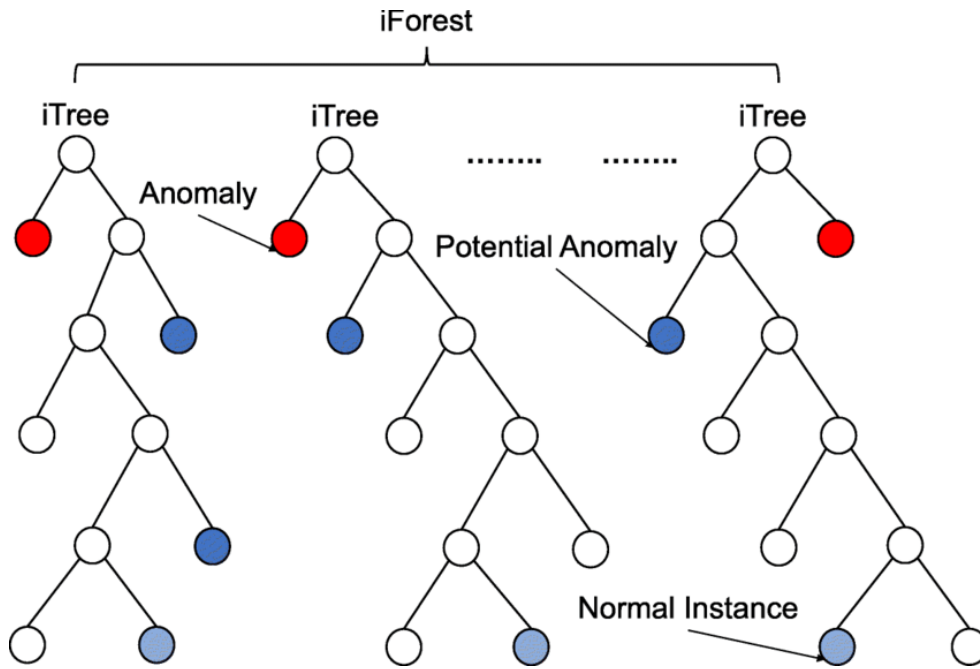 iForest
iTree
iTree
........
........
iTree
Anomaly
Potential Anomaly
Normal Instance